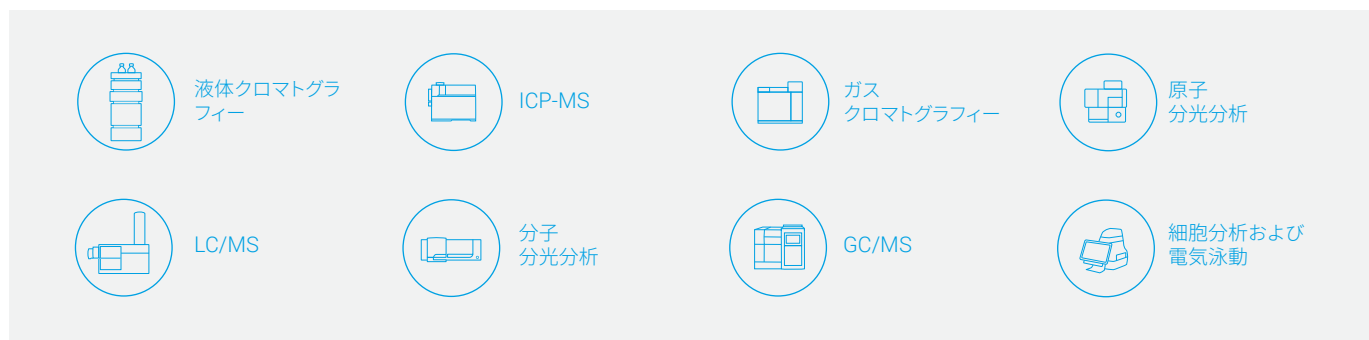 液体クロマトグラ
フィー
ICP-MS
ガス
クロマトグラフィー
原子
分光分析
LC/MS
分子
分光分析
GC/MS
細胞分析および
電気泳動